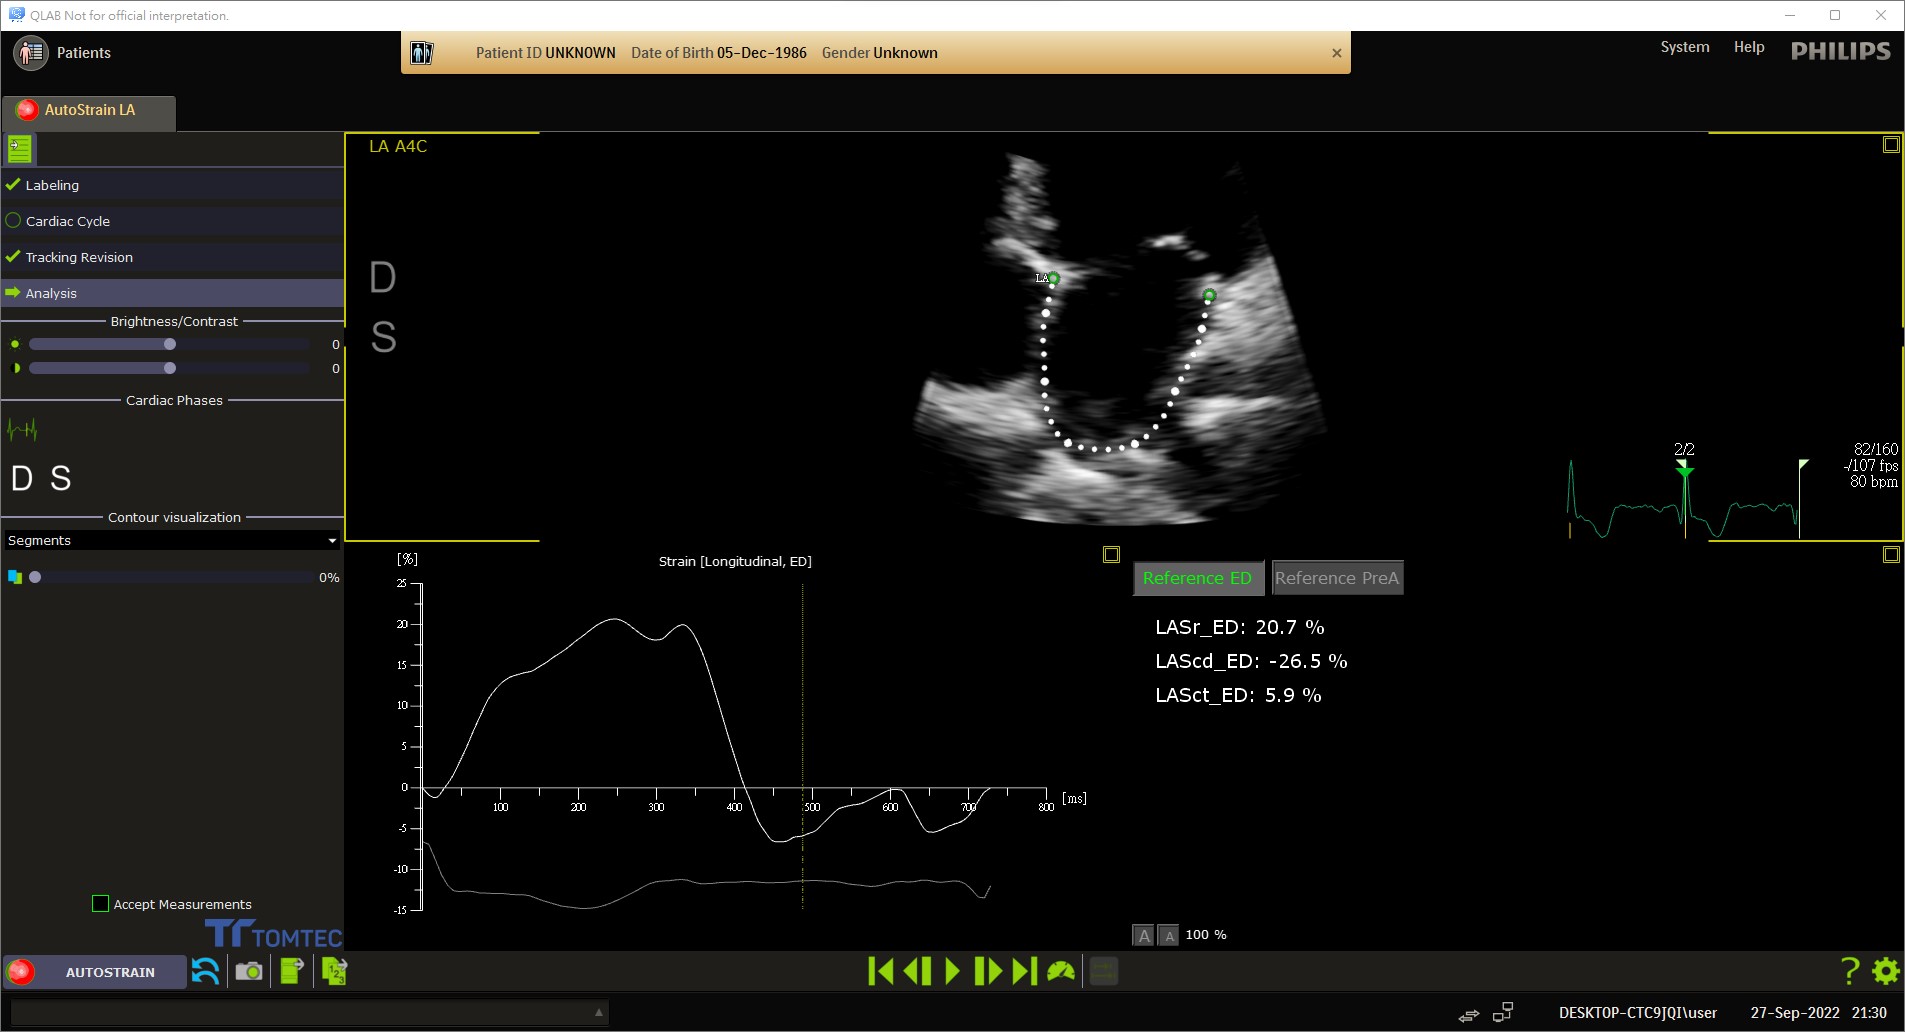 QLAB Not for official interpretation.
Patients
Patient ID UNKNOWN Date of Birth 05-Dec-1986 Gender Unknown
System Help PHILIPS
AutoStrain LA
Labeling
Cardiac Cycle
Tracking Revision
Analysis
Brightness/Contrast
0
0
Cardiac Phases
D S
Contour visualization
Segments
0%
Accept Measurements
TOMTEC
LA A4C
D
S
LA
2/2
82/160
-/107 fps
80 bpm
[%]
Strain [Longitudinal, ED]
25
20
15
10
5
0
-5
-10
-15
100 200 300 400 500 600 700 800 [ms]
Reference ED Reference PreA
LASr_ED: 20.7 %
LAScd_ED: -26.5 %
LASct_ED: 5.9 %
A A 100 %
AUTOSTRAIN
123
?
DESKTOP-CTC9JQI\user 27-Sep-2022 21:30